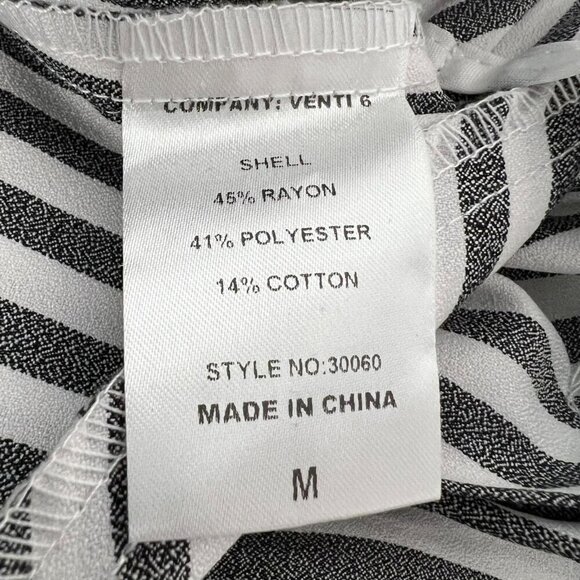 COMPANY: VENTI 6
SHELL
45% RAYON
41% POLYESTER
14% COTTON
STYLE NO:30060
MADE IN CHINA
M